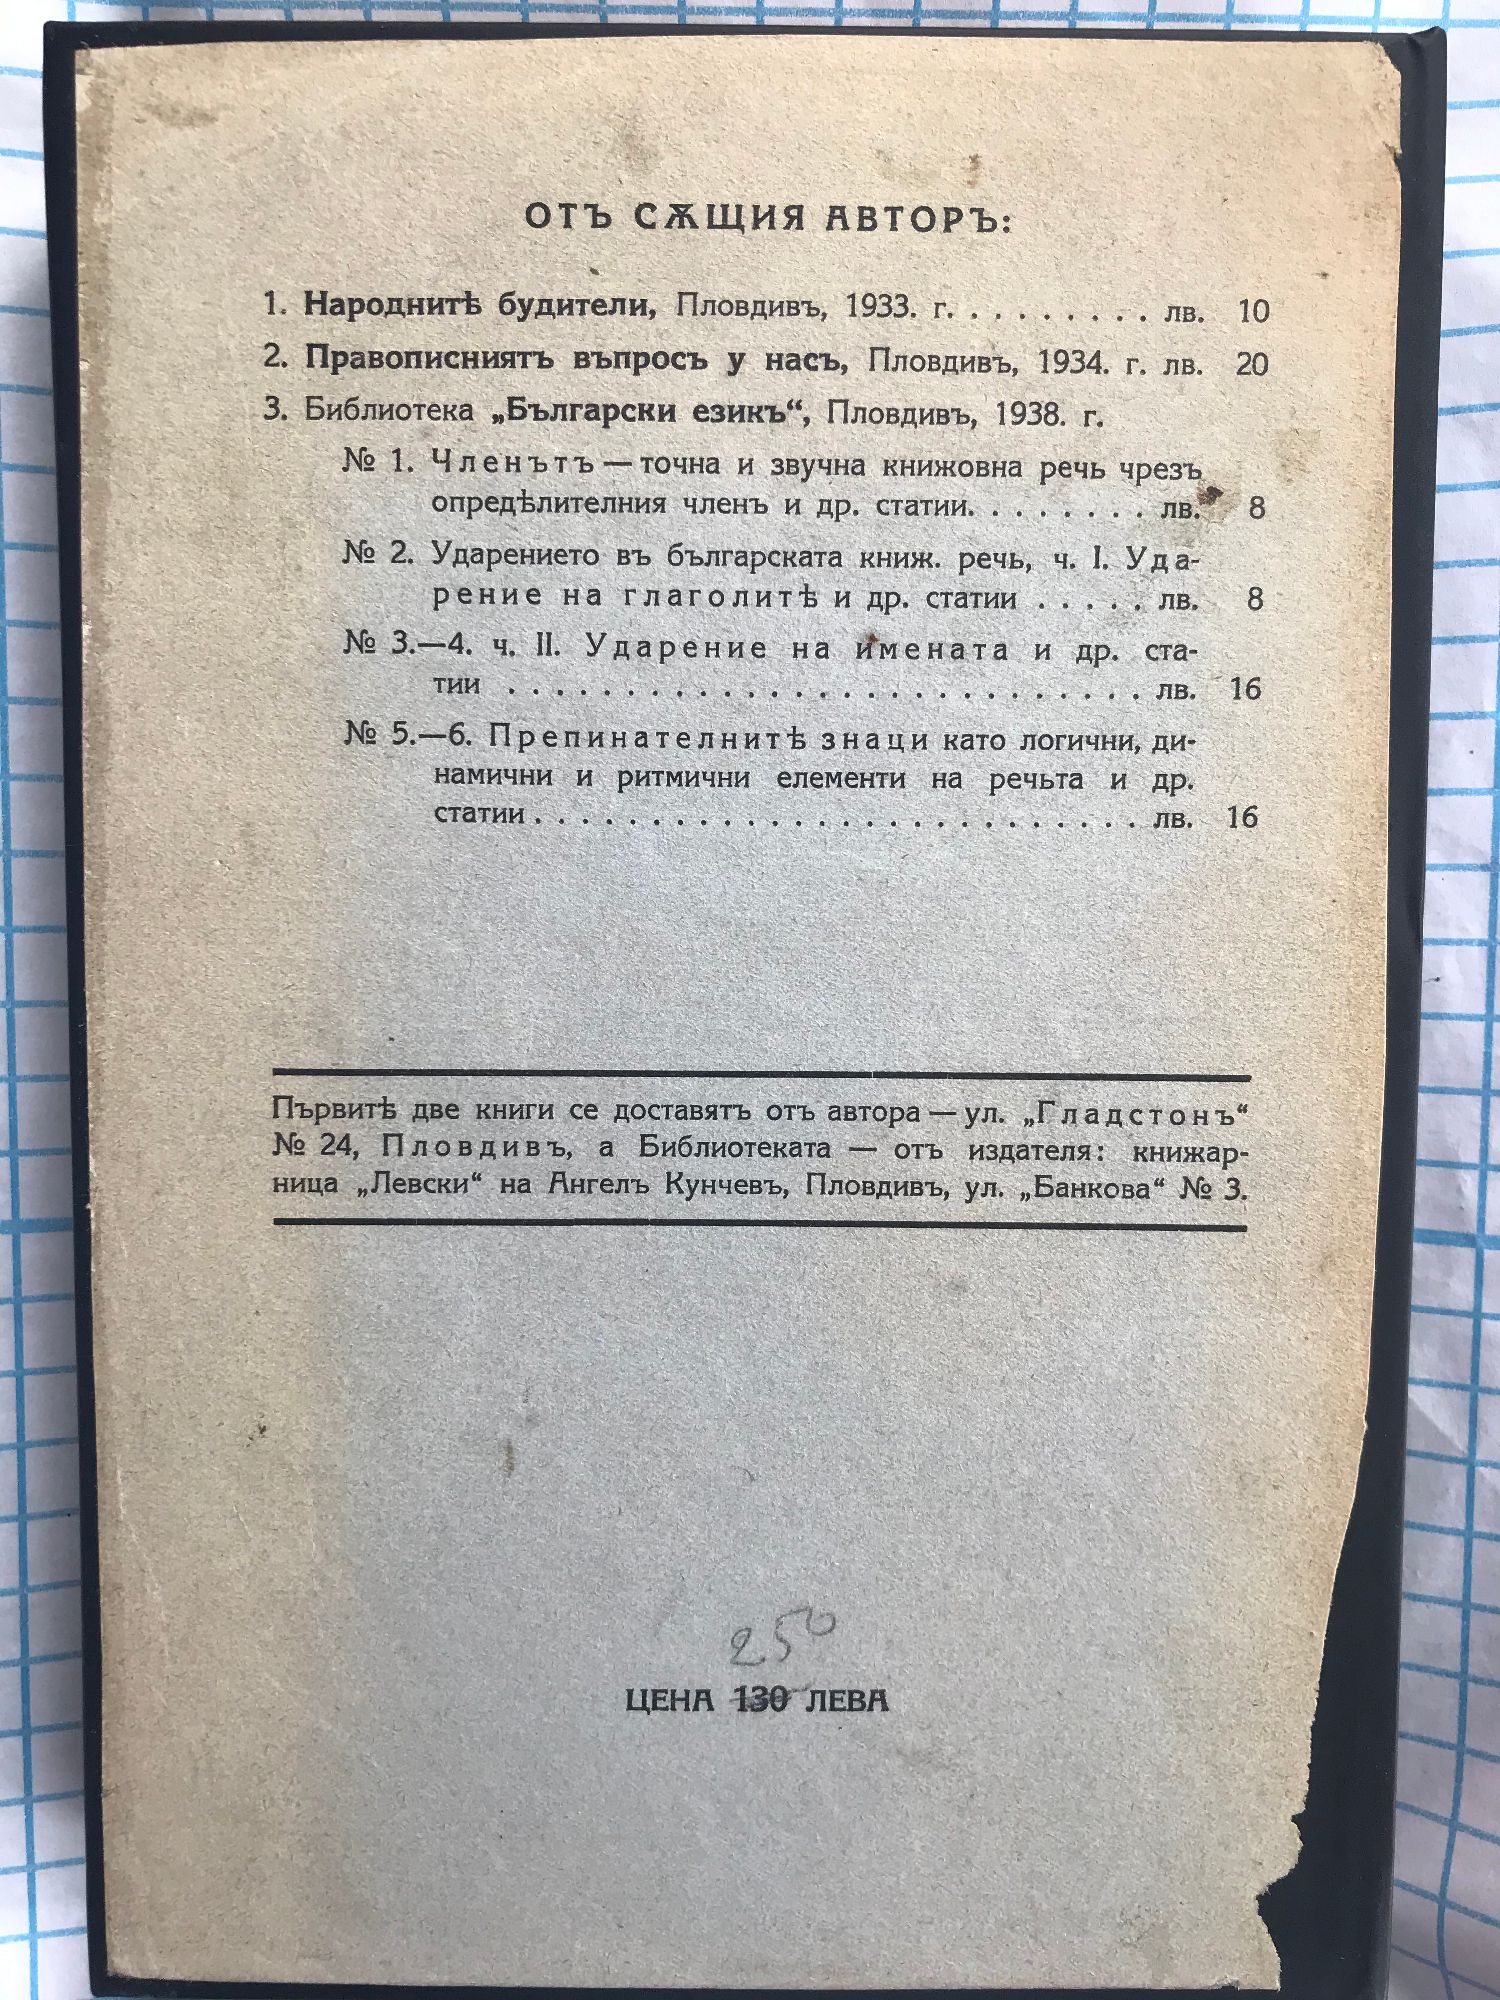 ОТЪ СѪЩИЯ АВТОРЪ:
1. Народнитѣ будители, Пловдивъ, 1933. г. . . . . . . . . . лв. 10
2. Правописниятъ въпросъ у насъ, Пловдивъ, 1934. г. лв. 20
3. Библиотека „Български езикъ“, Пловдивъ, 1938. г.
№ 1. Членътъ — точна и звучна книжовна речь чрезъ
опредѣлителния членъ и др. статии. . . . . . . . лв. 8
№ 2. Ударението въ българската книж. речь, ч. I. Уда-
рение на глаголитѣ и др. статии . . . . . лв. 8
№ 3.—4. ч. II. Ударение на имената и др. ста-
тии . . . . . . . . . . . . . . . . . . . . . . . . . . . лв. 16
№ 5.—6. Препинателнитѣ знаци като логични, ди-
намични и ритмични елементи на речьта и др.
статии . . . . . . . . . . . . . . . . . . . . . . . . . . лв. 16
Първитѣ две книги се доставятъ отъ автора — ул. „Гладстонъ“
№ 24, Пловдивъ, а Библиотеката — отъ издателя: книжар-
ница „Левски“ на Ангелъ Кунчевъ, Пловдивъ, ул. „Банкова“ № 3.
250
ЦЕНА 130 ЛЕВА